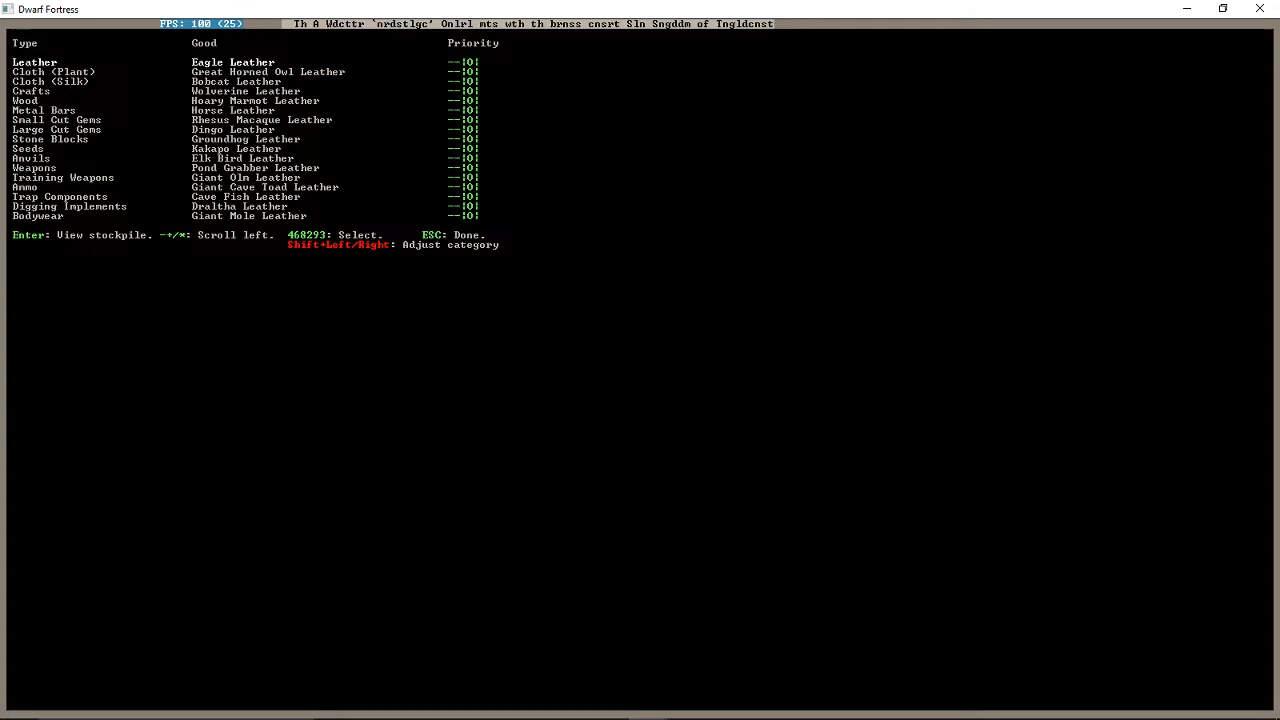 Dwarf Fortress
FPS: 100 (25) Th A Wdcttr `nrdstlgc' Onlrl mts wth th brnss cnsrt Sln Sngddm of Tngldcnst
Type Good Priority
Leather Eagle Leather --|0|
Cloth (Plant) Great Horned Owl Leather --|0|
Cloth (Silk) Bobcat Leather --|0|
Crafts Wolverine Leather --|0|
Wood Hoary Marmot Leather --|0|
Metal Bars Horse Leather --|0|
Small Cut Gems Rhesus Macaque Leather --|0|
Large Cut Gems Dingo Leather --|0|
Stone Blocks Groundhog Leather --|0|
Seeds Kakapo Leather --|0|
Anvils Elk Bird Leather --|0|
Weapons Pond Grabber Leather --|0|
Training Weapons Giant Olm Leather --|0|
Ammo Giant Cave Toad Leather --|0|
Trap Components Cave Fish Leather --|0|
Digging Implements Draltha Leather --|0|
Bodywear Giant Mole Leather --|0|
Enter: View stockpile. -+/*: Scroll left. 468293: Select. ESC: Done.
Shift+Left/Right: Adjust category